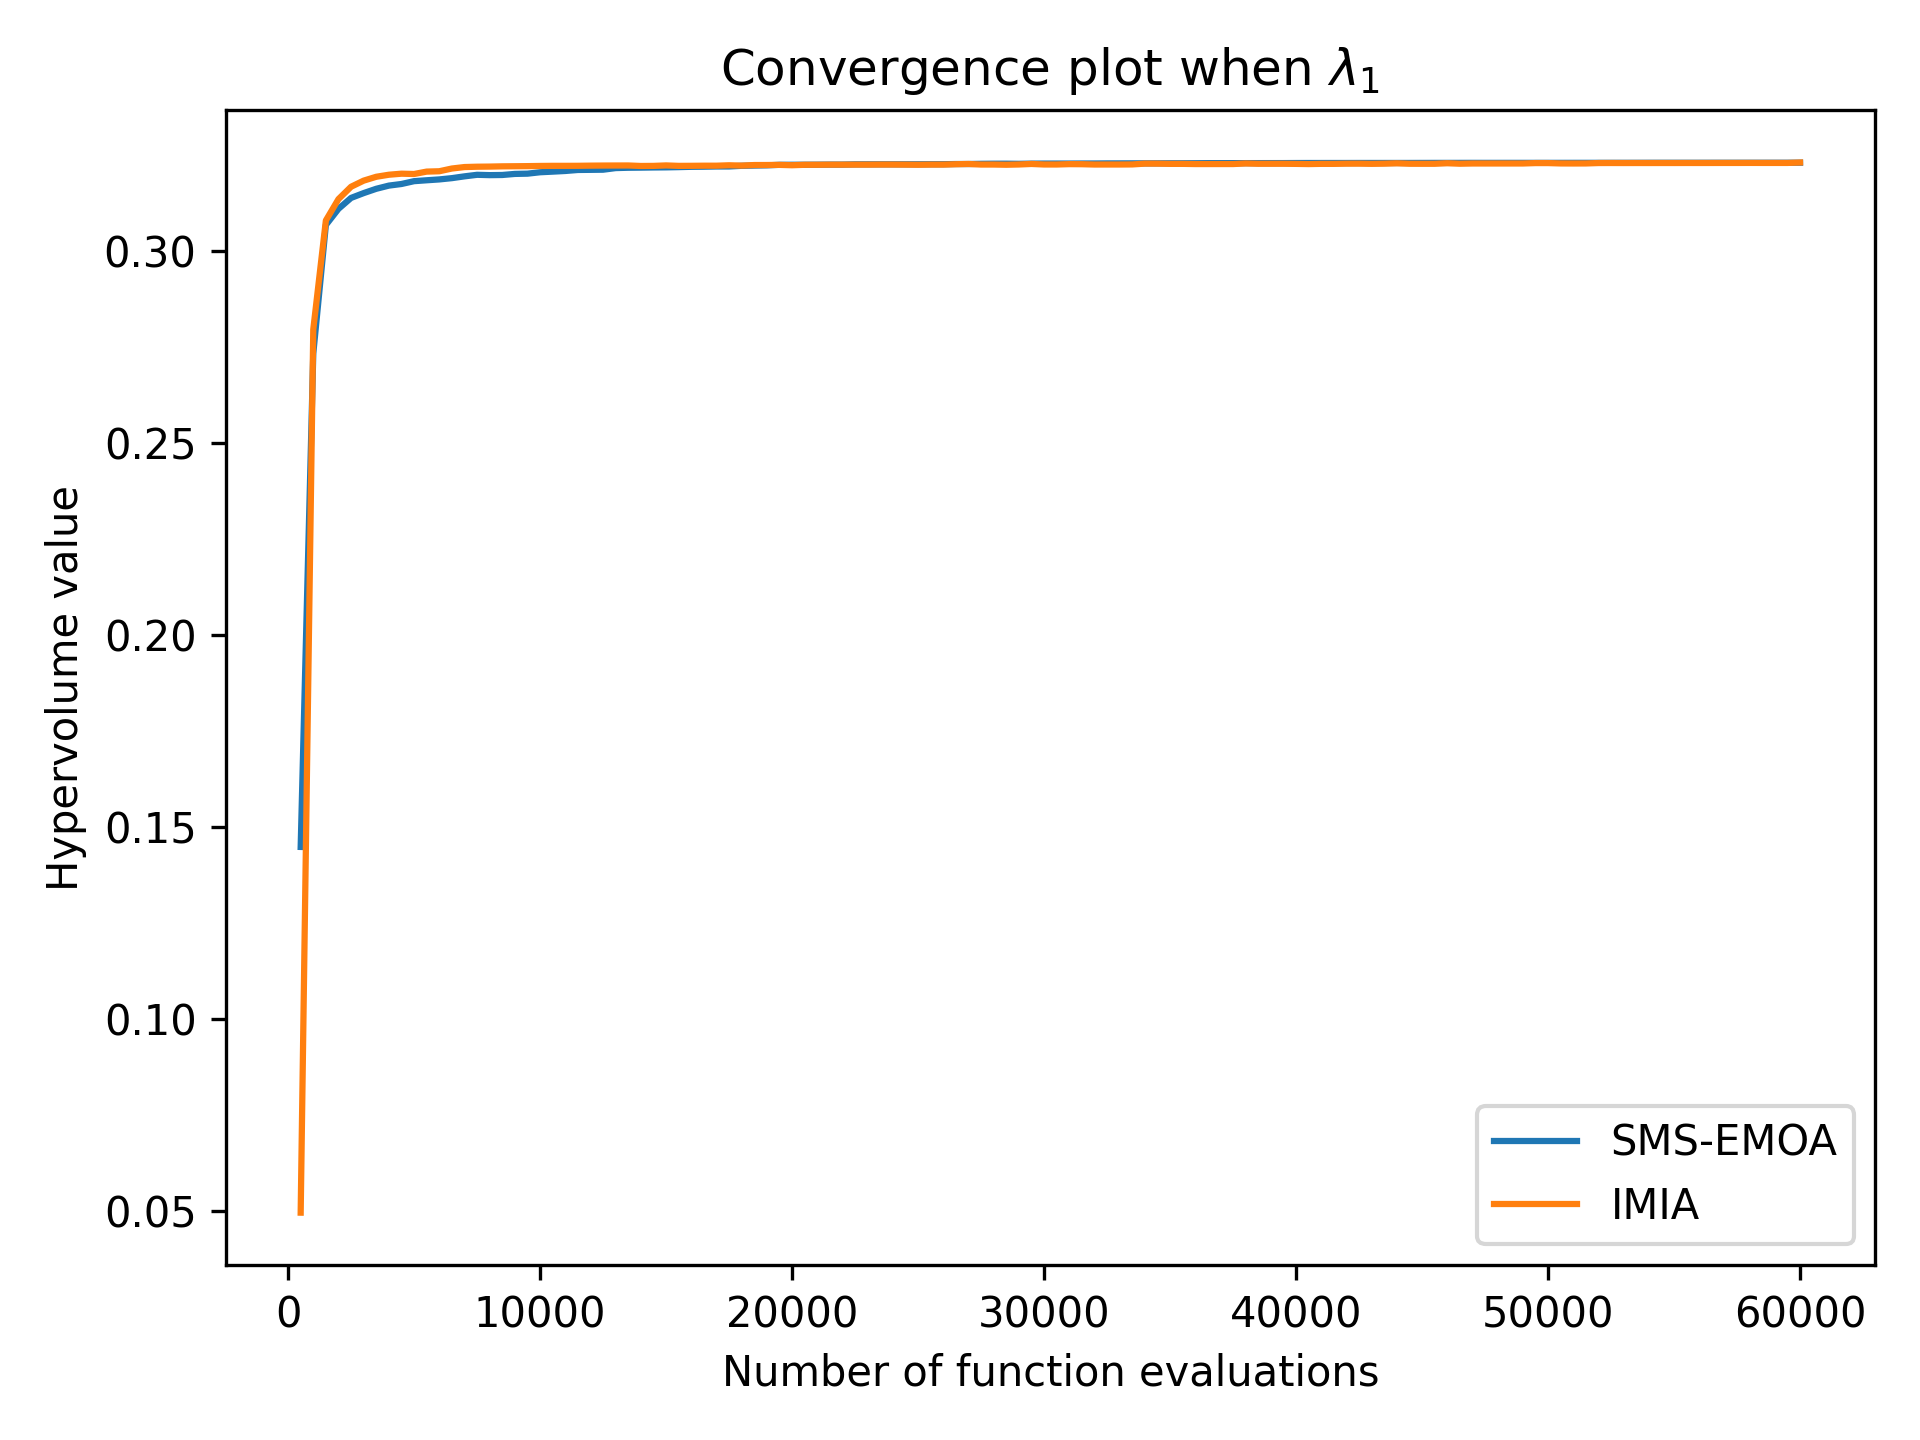 Convergence plot when λ₁
Hypervolume value
0.30
0.25
0.20
0.15
0.10
0.05
0 10000 20000 30000 40000 50000 60000
Number of function evaluations
SMS-EMOA
IMIA